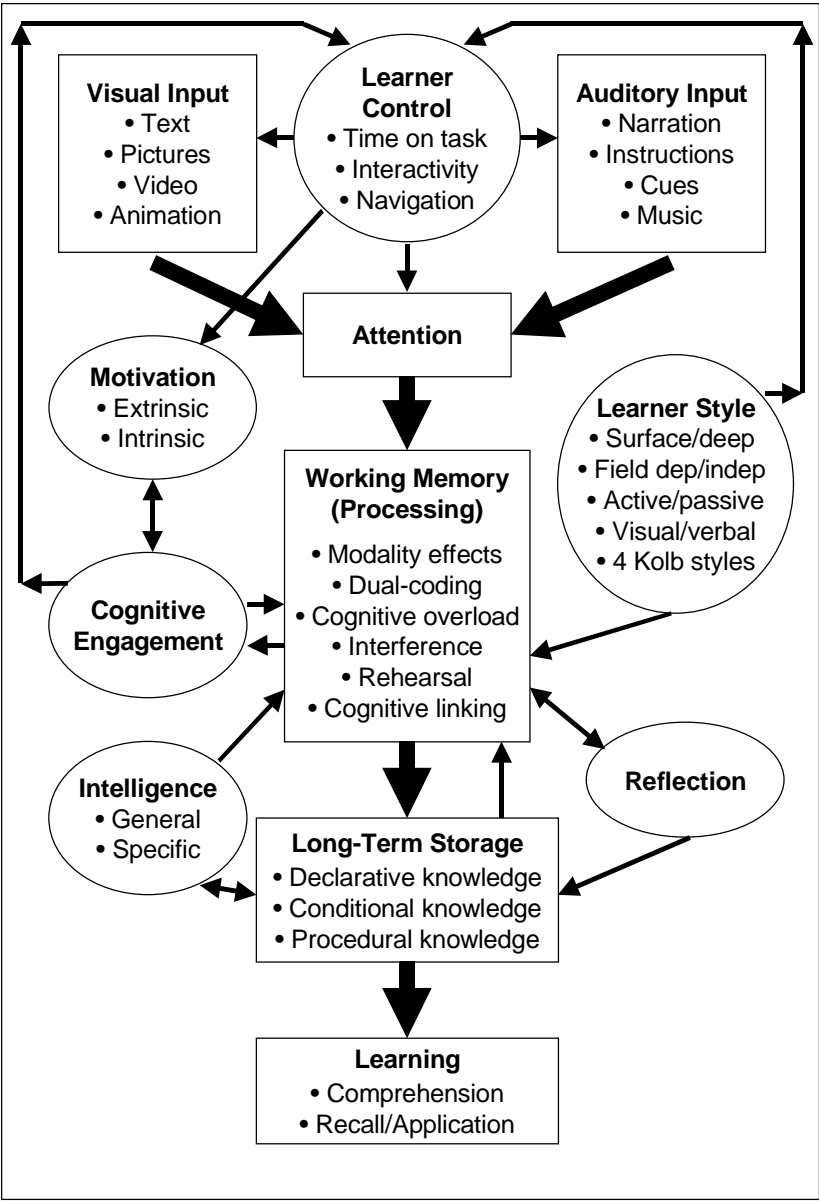 Visual Input
• Text
• Pictures
• Video
• Animation
Learner
Control
• Time on task
• Interactivity
• Navigation
Auditory Input
• Narration
• Instructions
• Cues
• Music
Attention
Motivation
• Extrinsic
• Intrinsic
Learner Style
• Surface/deep
• Field dep/indep
• Active/passive
• Visual/verbal
• 4 Kolb styles
Working Memory
(Processing)
• Modality effects
• Dual-coding
• Cognitive overload
• Interference
• Rehearsal
• Cognitive linking
Cognitive
Engagement
Intelligence
• General
• Specific
Reflection
Long-Term Storage
• Declarative knowledge
• Conditional knowledge
• Procedural knowledge
Learning
• Comprehension
• Recall/Application